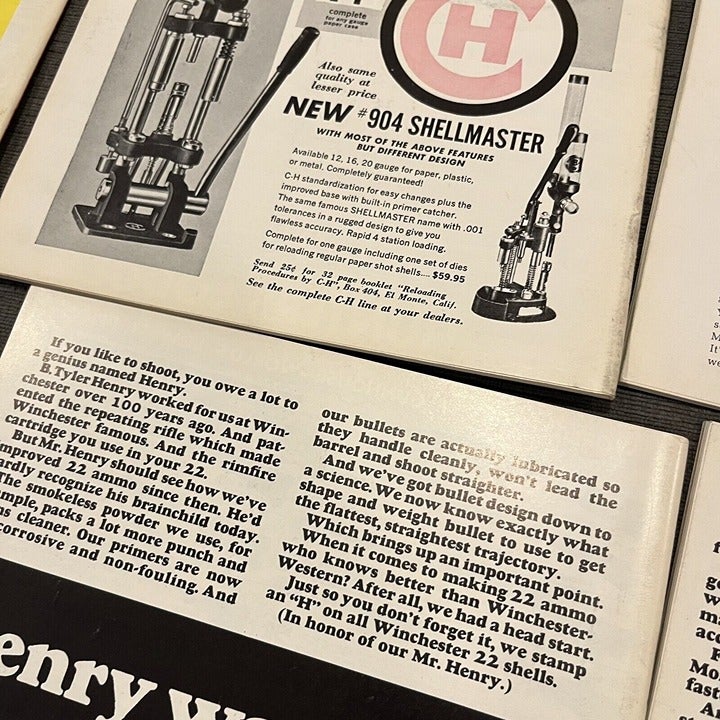 complete
for any gauge
paper case
CH
Also same
quality at
lesser price
NEW #904 SHELLMASTER
WITH MOST OF THE ABOVE FEATURES
BUT DIFFERENT DESIGN
Available 12, 16, 20 gauge for paper, plastic,
or metal. Completely guaranteed!
C-H standardization for easy changes plus the
improved base with built-in primer catcher.
The same famous SHELLMASTER name with .001
tolerances in a rugged design to give you
flawless accuracy. Rapid 4 station loading.
Complete for one gauge including one set of dies
for reloading regular paper shot shells.... $59.95
Send 25¢ for 32 page booklet "Reloading
Procedures by C-H", Box 404, El Monte, Calif.
See the complete C-H line at your dealers.
If you like to shoot, you owe a lot to
a genius named Henry.
B. Tyler Henry worked for us at Win-
chester over 100 years ago. And pat-
ented the repeating rifle which made
Winchester famous. And the rimfire
cartridge you use in your 22.
But Mr. Henry should see how we've
improved 22 ammo since then. He'd
ardly recognize his brainchild today.
The smokeless powder we use, for
mple, packs a lot more punch and
ns cleaner. Our primers are now
corrosive and non-fouling. And
our bullets are actually lubricated so
they handle cleanly, won't lead the
barrel and shoot straighter.
And we've got bullet design down to
a science. We now know exactly what
shape and weight bullet to use to get
the flattest, straightest trajectory.
Which brings up an important point.
When it comes to making 22 ammo
who knows better than Winchester-
Western? After all, we had a head start.
Just so you don't forget it, we stamp
an "H" on all Winchester 22 shells.
(In honor of our Mr. Henry.)
enry